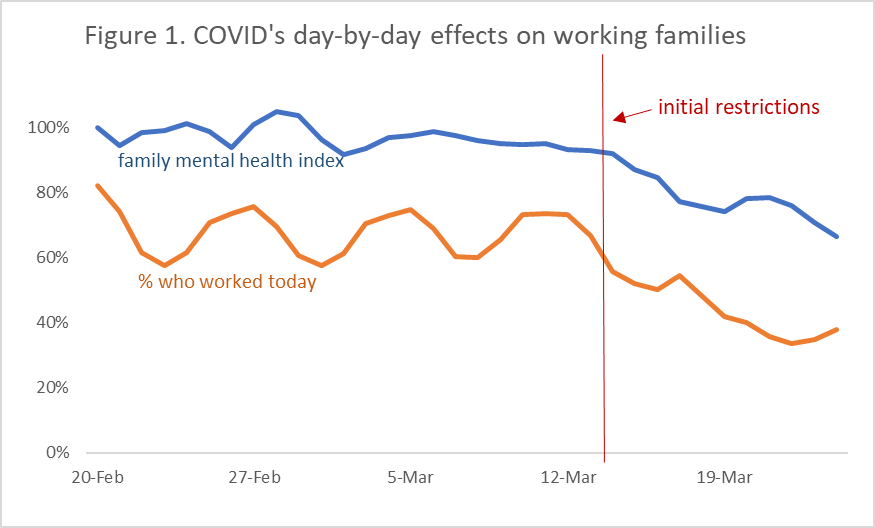 Figure 1. COVID's day-by-day effects on working families
initial restrictions
100%
family mental health index
80%
60%
% who worked today
40%
20%
0%
20-Feb 27-Feb 5-Mar 12-Mar 19-Mar